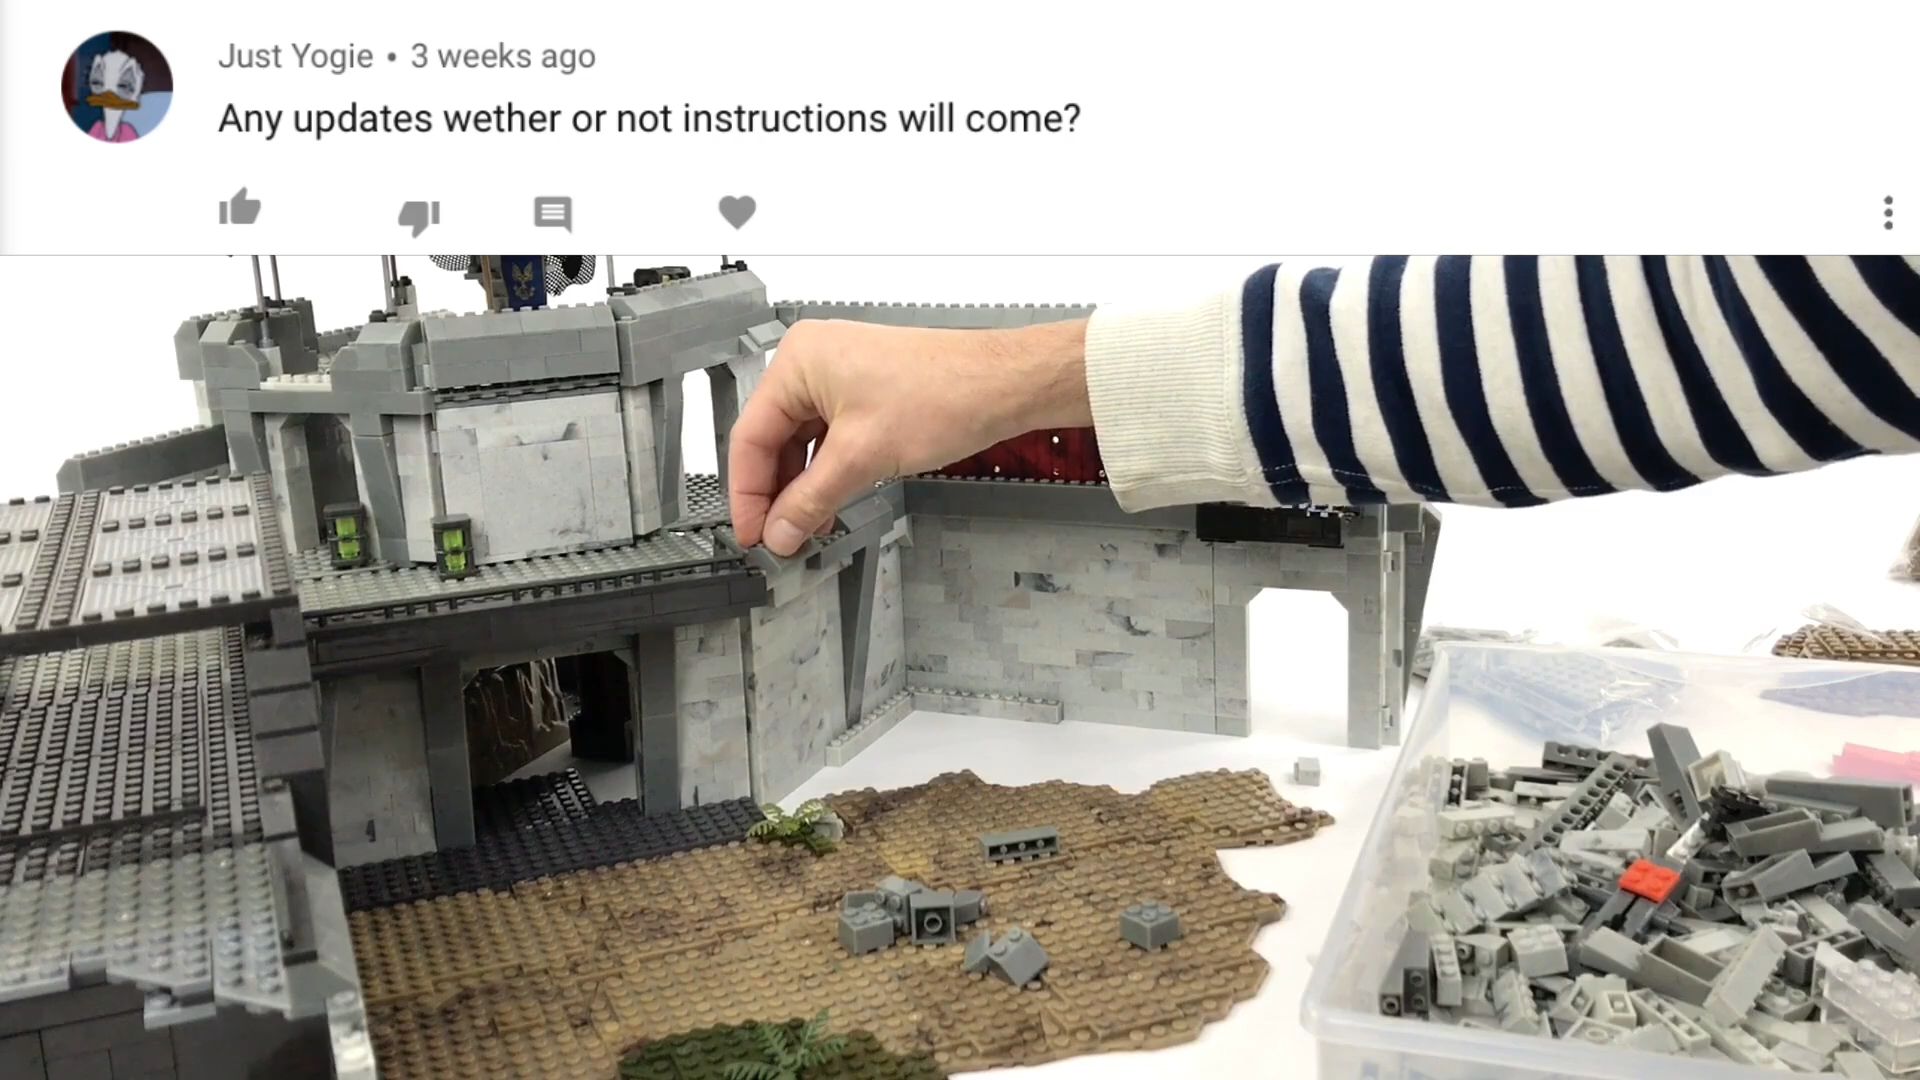 Just Yogie • 3 weeks ago
Any updates wether or not instructions will come?